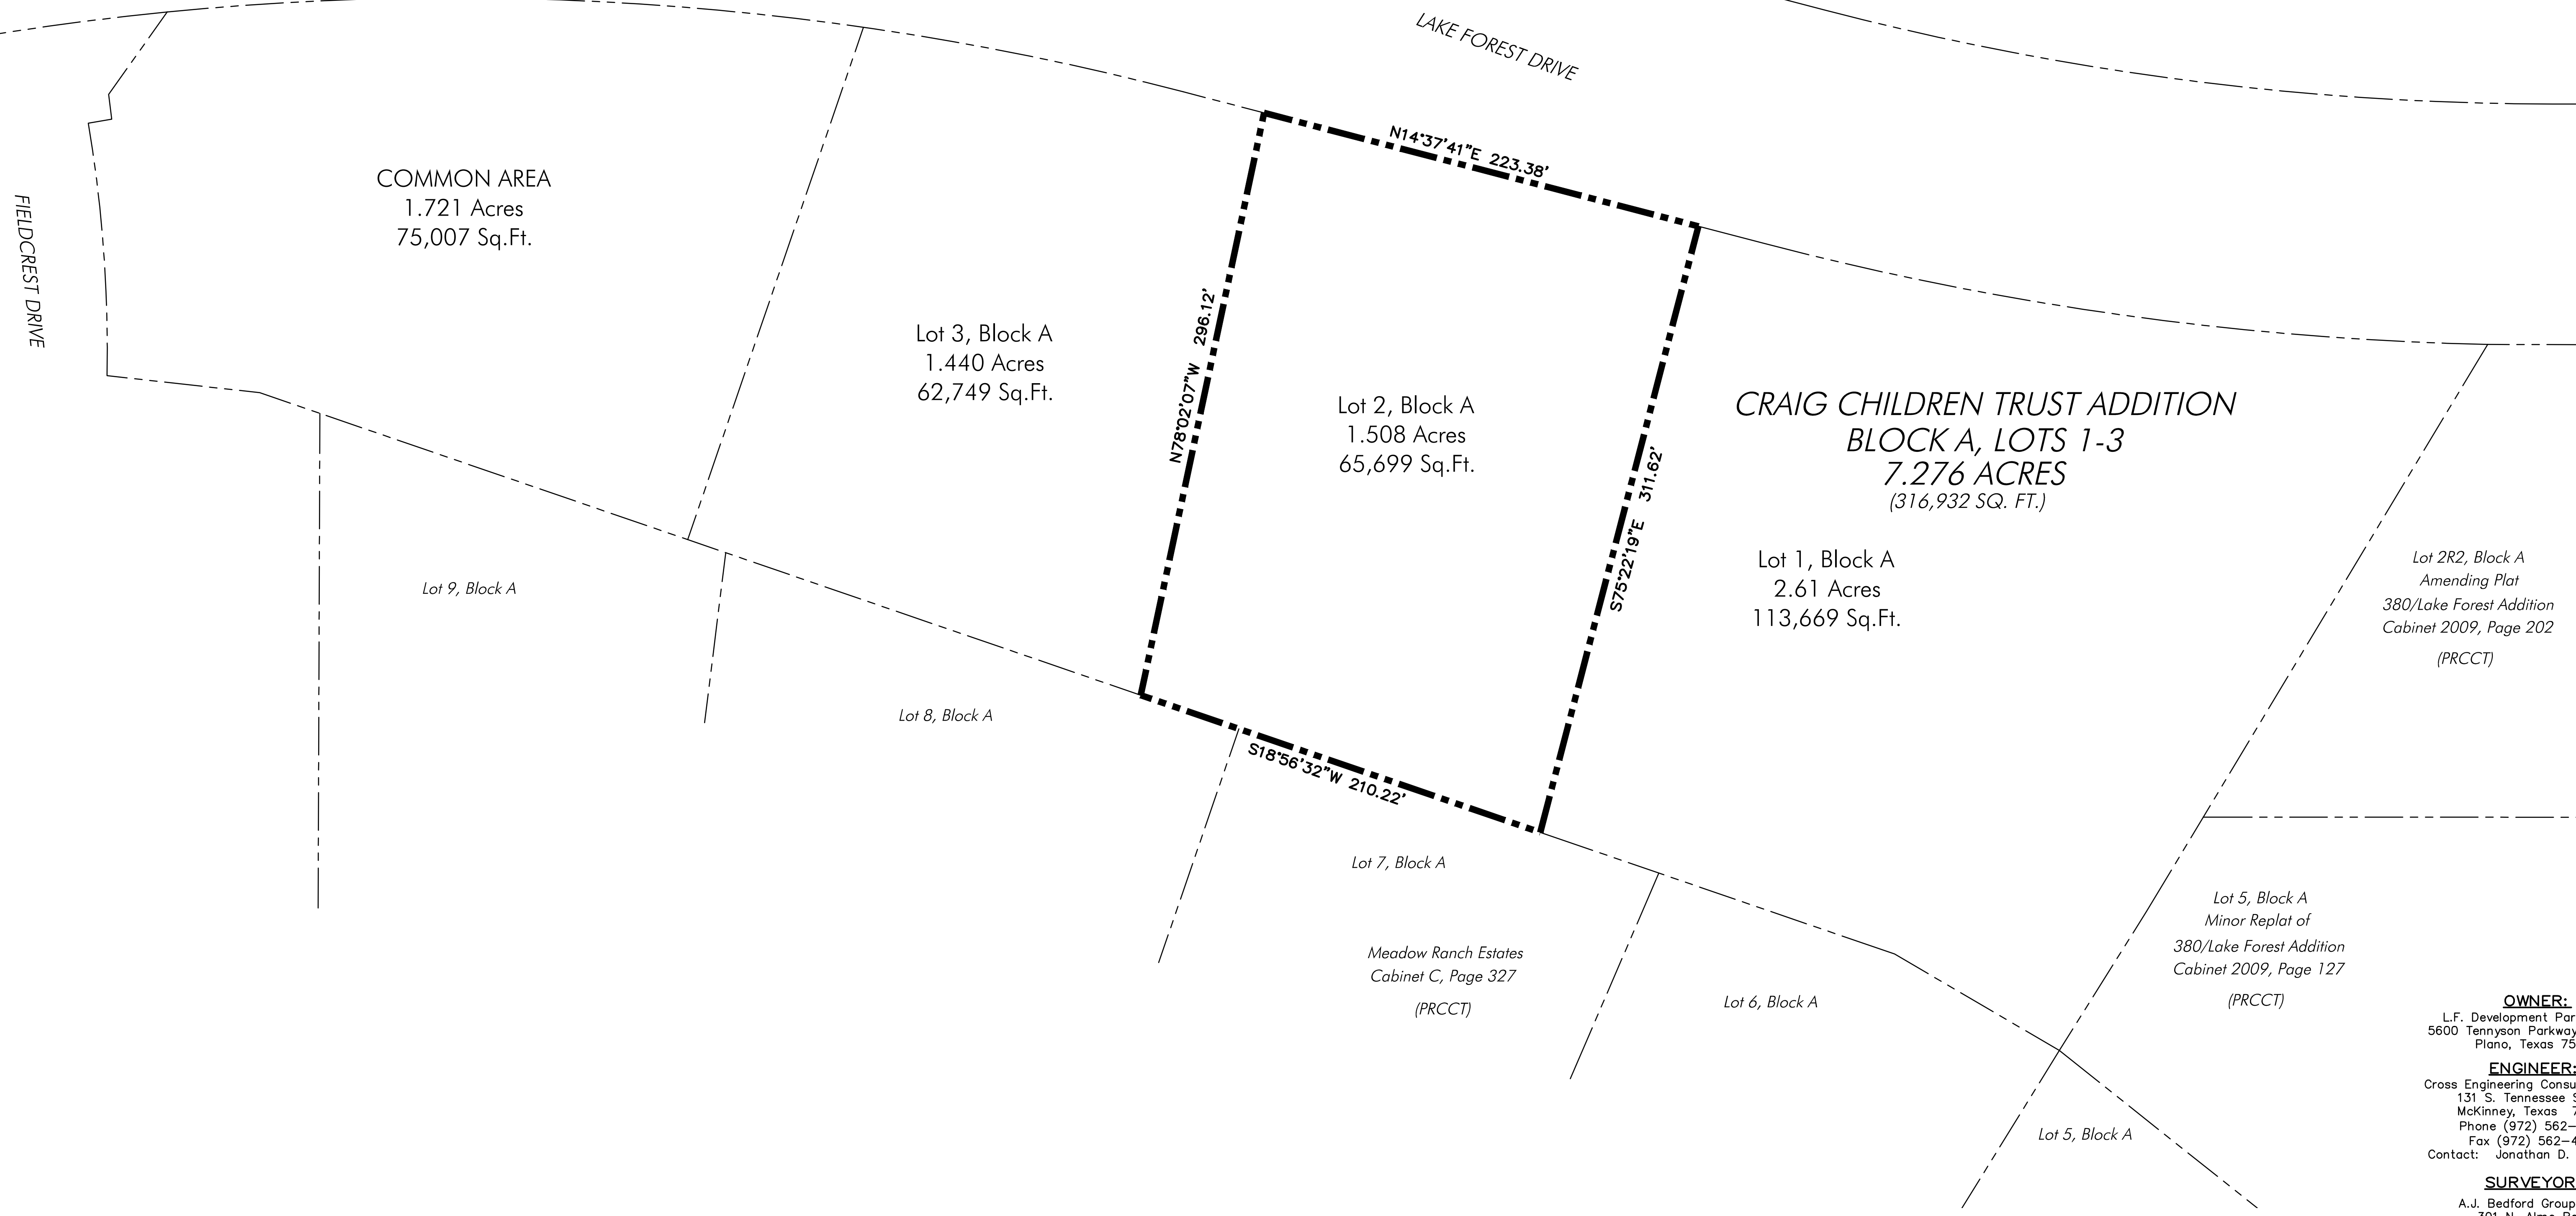 LAKE FOREST DRIVE
FIELDCREST DRIVE
COMMON AREA
1.721 Acres
75,007 Sq.Ft.
N14°37'41"E 223.38'
Lot 3, Block A
1.440 Acres
62,749 Sq.Ft.
N78°02'07"W 296.12'
Lot 2, Block A
1.508 Acres
65,699 Sq.Ft.
S75°22'19"E 311.62'
CRAIG CHILDREN TRUST ADDITION
BLOCK A, LOTS 1-3
7.276 ACRES
(316,932 SQ. FT.)
Lot 1, Block A
2.61 Acres
113,669 Sq.Ft.
Lot 2R2, Block A
Amending Plat
380/Lake Forest Addition
Cabinet 2009, Page 202
(PRCCT)
Lot 9, Block A
Lot 8, Block A
S18°56'32"W 210.22'
Lot 7, Block A
Meadow Ranch Estates
Cabinet C, Page 327
(PRCCT)
Lot 6, Block A
Lot 5, Block A
Minor Replat of
380/Lake Forest Addition
Cabinet 2009, Page 127
(PRCCT)
Lot 5, Block A
OWNER:
L.F. Development Par
5600 Tennyson Parkway
Plano, Texas 75
ENGINEER:
Cross Engineering Consu
131 S. Tennessee S
McKinney, Texas 7
Phone (972) 562-
Fax (972) 562-4
Contact: Jonathan D.
SURVEYOR
A.J. Bedford Group